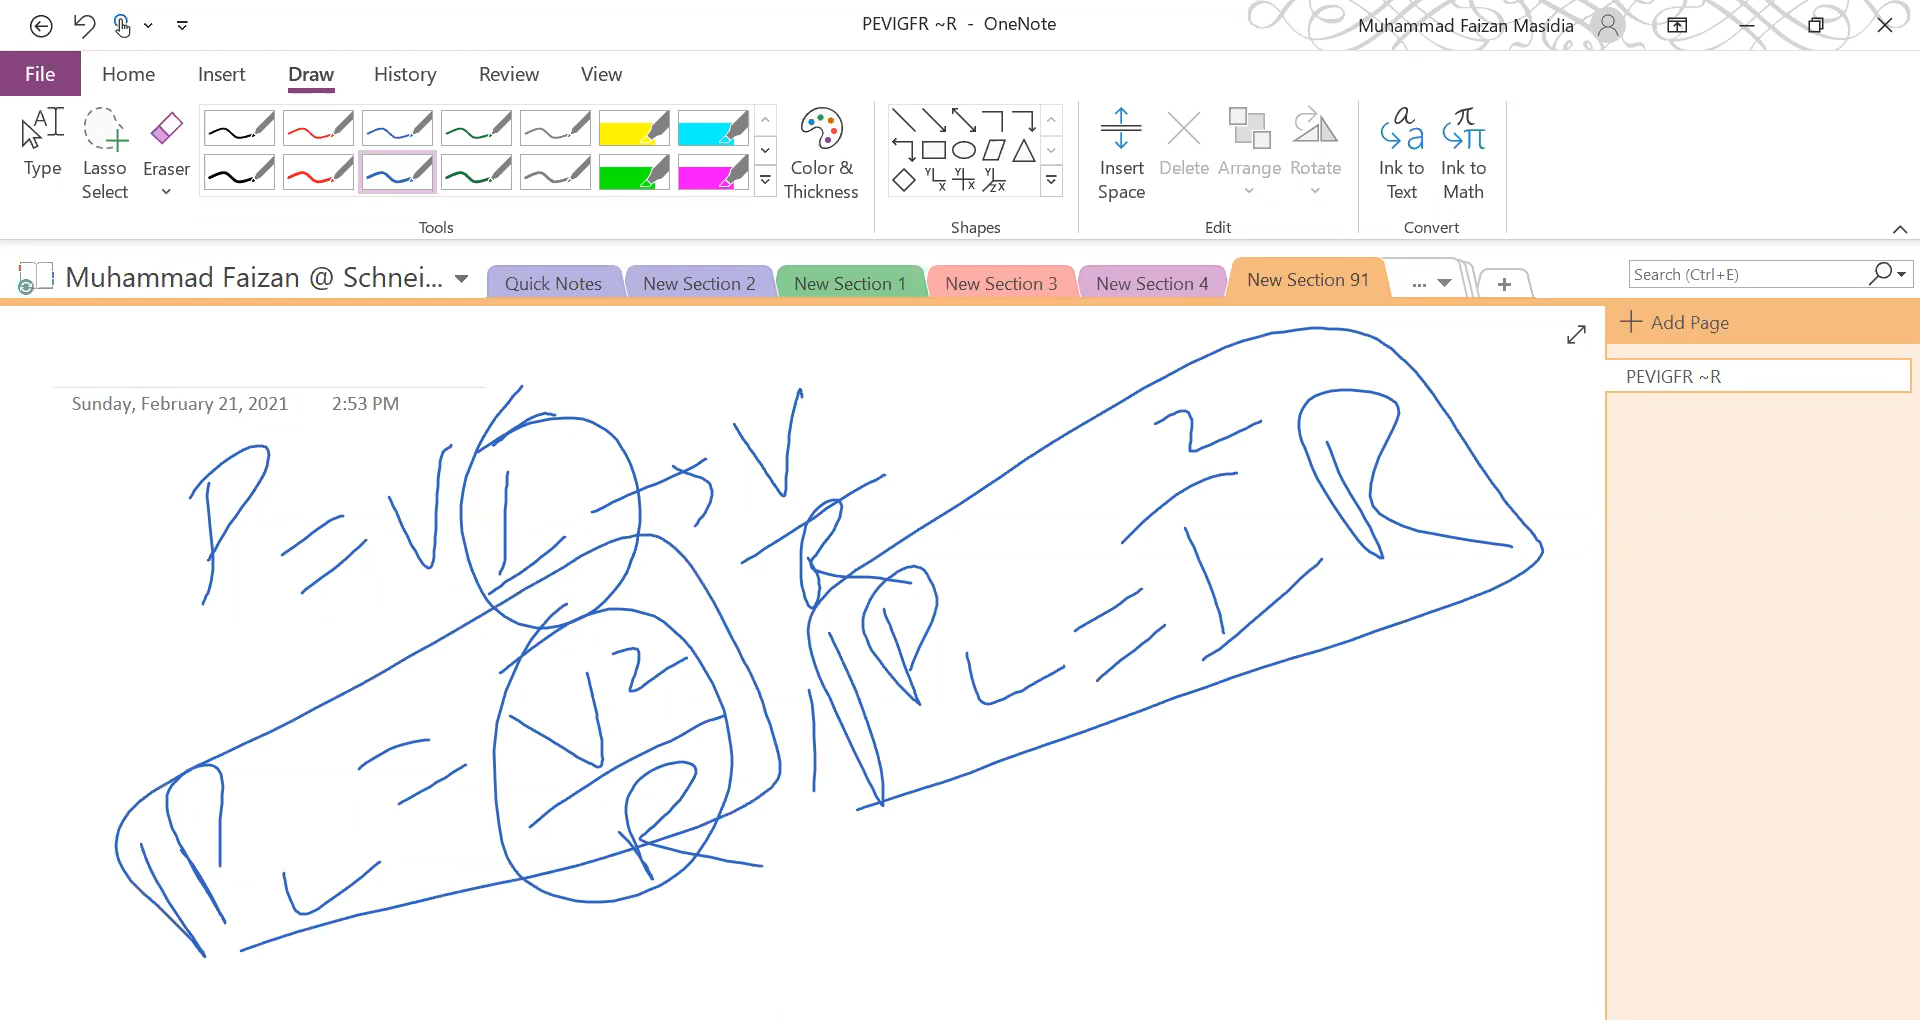 PEVIGFR ~R - OneNote
Muhammad Faizan Masidia
File Home Insert Draw History Review View
Type
Lasso Select
Eraser
Color & Thickness
Insert Space
Delete
Arrange
Rotate
Ink to Text
Ink to Math
Tools
Shapes
Edit
Convert
Muhammad Faizan @ Schnei...
Quick Notes
New Section 2
New Section 1
New Section 3
New Section 4
New Section 91
...
Search (Ctrl+E)
Add Page
PEVIGFR ~R
Sunday, February 21, 2021 2:53 PM
P = VI → V/R
P_L = I²R
P_L = V²/R